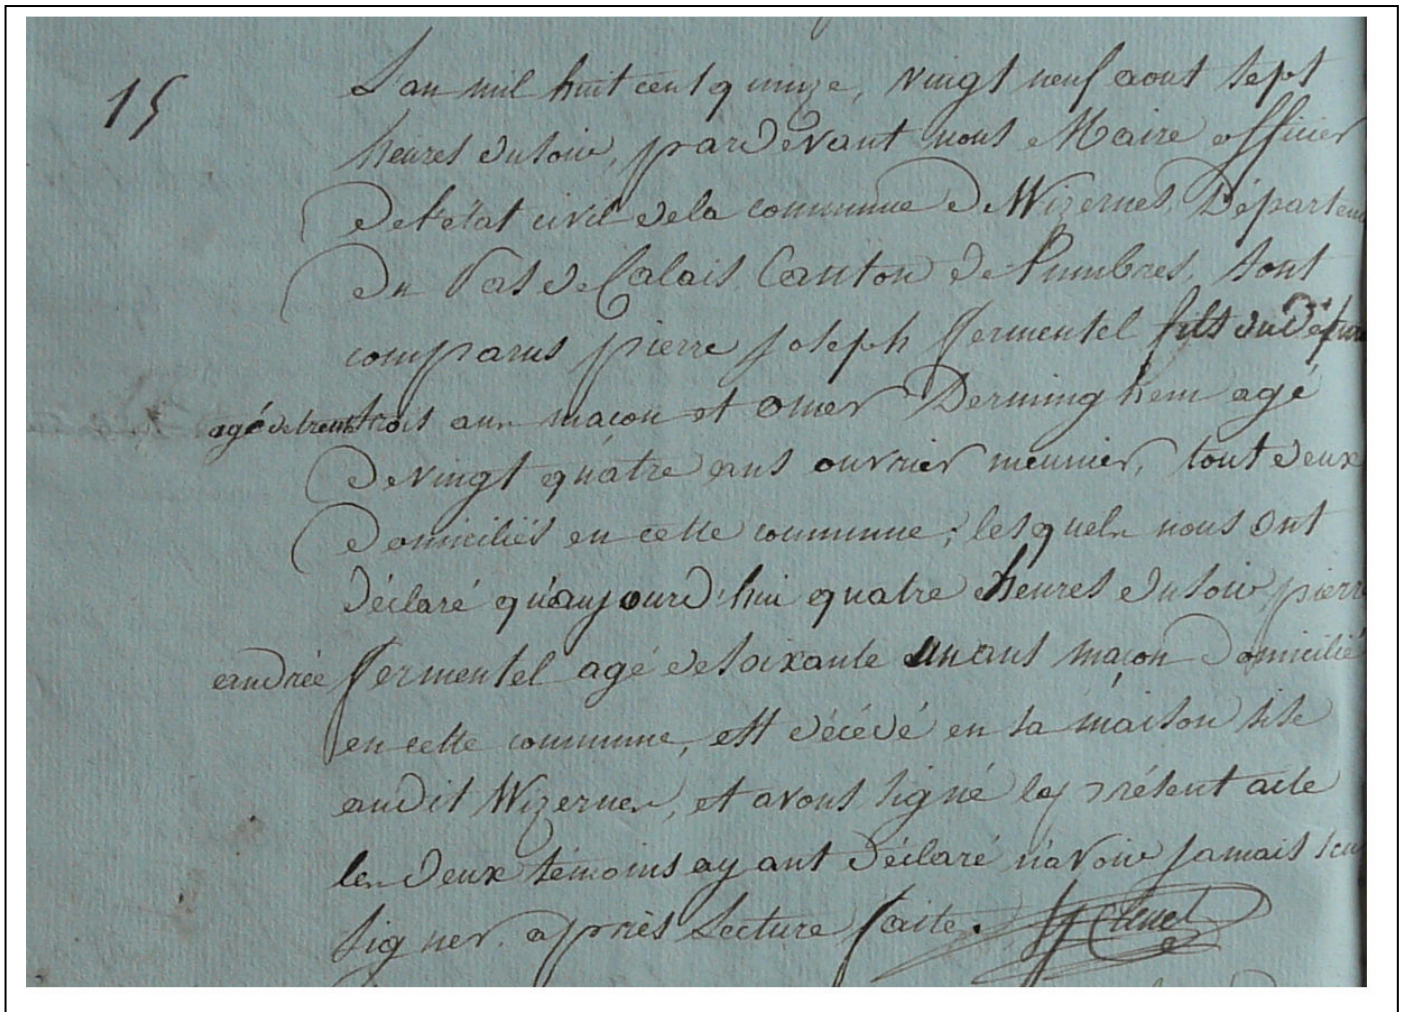 15
L'an mil huit cent quinze, vingt neuf aout sept
heures du soir, pardevant nous Maire officier
de l'état civil de la commune de Wizernes, Départem
du Pas de Calais Canton de Lumbres, sont
comparus pierre joseph fermentel fils du défun
agé de trente trois ans maçon et omer Derminghem agé
de vingt quatre ans ouvrier meunier, tout deux
domiciliés en cette commune; lesquels nous ont
déclaré qu'aujourd'hui quatre heures du soir, pierre
andrée fermentel agé de soixante un ans maçon domicilié
en cette commune, est décédé en sa maison sise
audit Wizernes, et avons signé le présent acte
les deux témoins ayant déclaré n'avoir jamais scu
signer. après lecture faite.